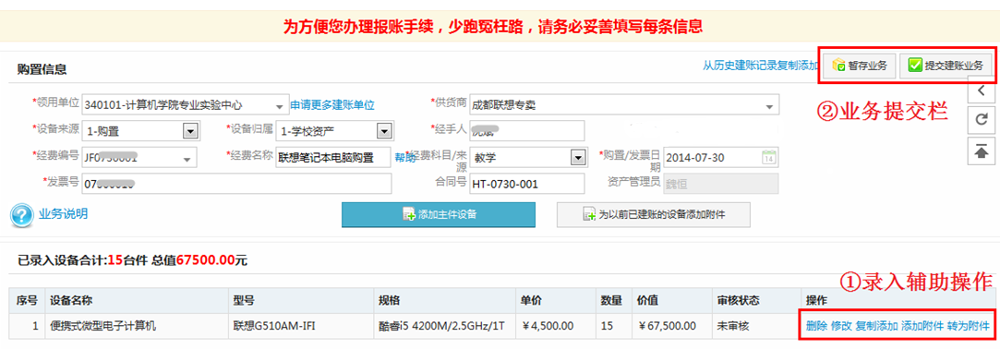 为方便您办理报账手续，少跑冤枉路，请务必妥善填写每条信息
购置信息 从历史建账记录复制添加 暂存业务 提交建账业务
②业务提交栏
*领用单位 340101-计算机学院专业实验中心 申请更多建账单位 *供货商 成都联想专卖
*设备来源 1-购置 *设备归属 1-学校资产 *经手人
*经费编号 *经费名称 联想笔记本电脑购置 帮助 *经费科目/来源 教学 *购置/发票日期 2014-07-30 14
*发票号 合同号 HT-0730-001 资产管理员 魏恒
? 业务说明 添加主件设备 为以前已建账的设备添加附件
已录入设备合计:15台件 总值67500.00元
①录入辅助操作
序号 设备名称 型号 规格 单价 数量 价值 审核状态 操作
1 便携式微型电子计算机 联想G510AM-IFI 酷睿i5 4200M/2.5GHz/1T ￥4,500.00 15 ￥67,500.00 未审核 删除 修改 复制添加 添加附件 转为附件